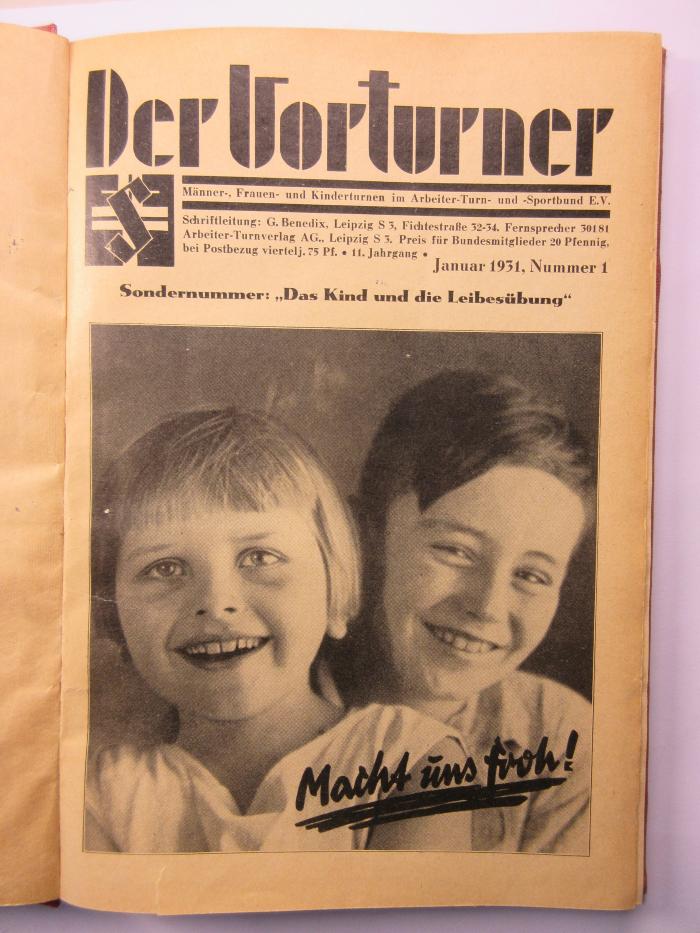 Der Vorturner
Männer-, Frauen- und Kinderturnen im Arbeiter-Turn- und -Sportbund E.V.
Schriftleitung: G. Benedix, Leipzig S 3, Fichtestraße 32-34. Fernsprecher 30181
Arbeiter-Turnverlag AG., Leipzig S 3. Preis für Bundesmitglieder 20 Pfennig,
bei Postbezug viertelj. 75 Pf. • 11. Jahrgang •
Januar 1931, Nummer 1
Sondernummer: „Das Kind und die Leibesübung“
Macht uns froh!